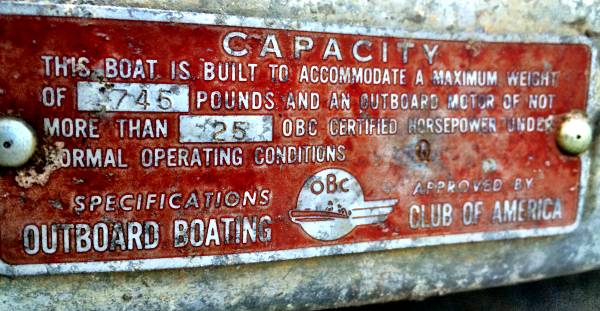 CAPACITY
THIS BOAT IS BUILT TO ACCOMMODATE A MAXIMUM WEIGHT
OF 745 POUNDS AND AN OUTBOARD MOTOR OF NOT
MORE THAN 25 OBC CERTIFIED HORSEPOWER UNDER
ORMAL OPERATING CONDITIONS
OBC
SPECIFICATIONS APPROVED BY
OUTBOARD BOATING CLUB OF AMERICA